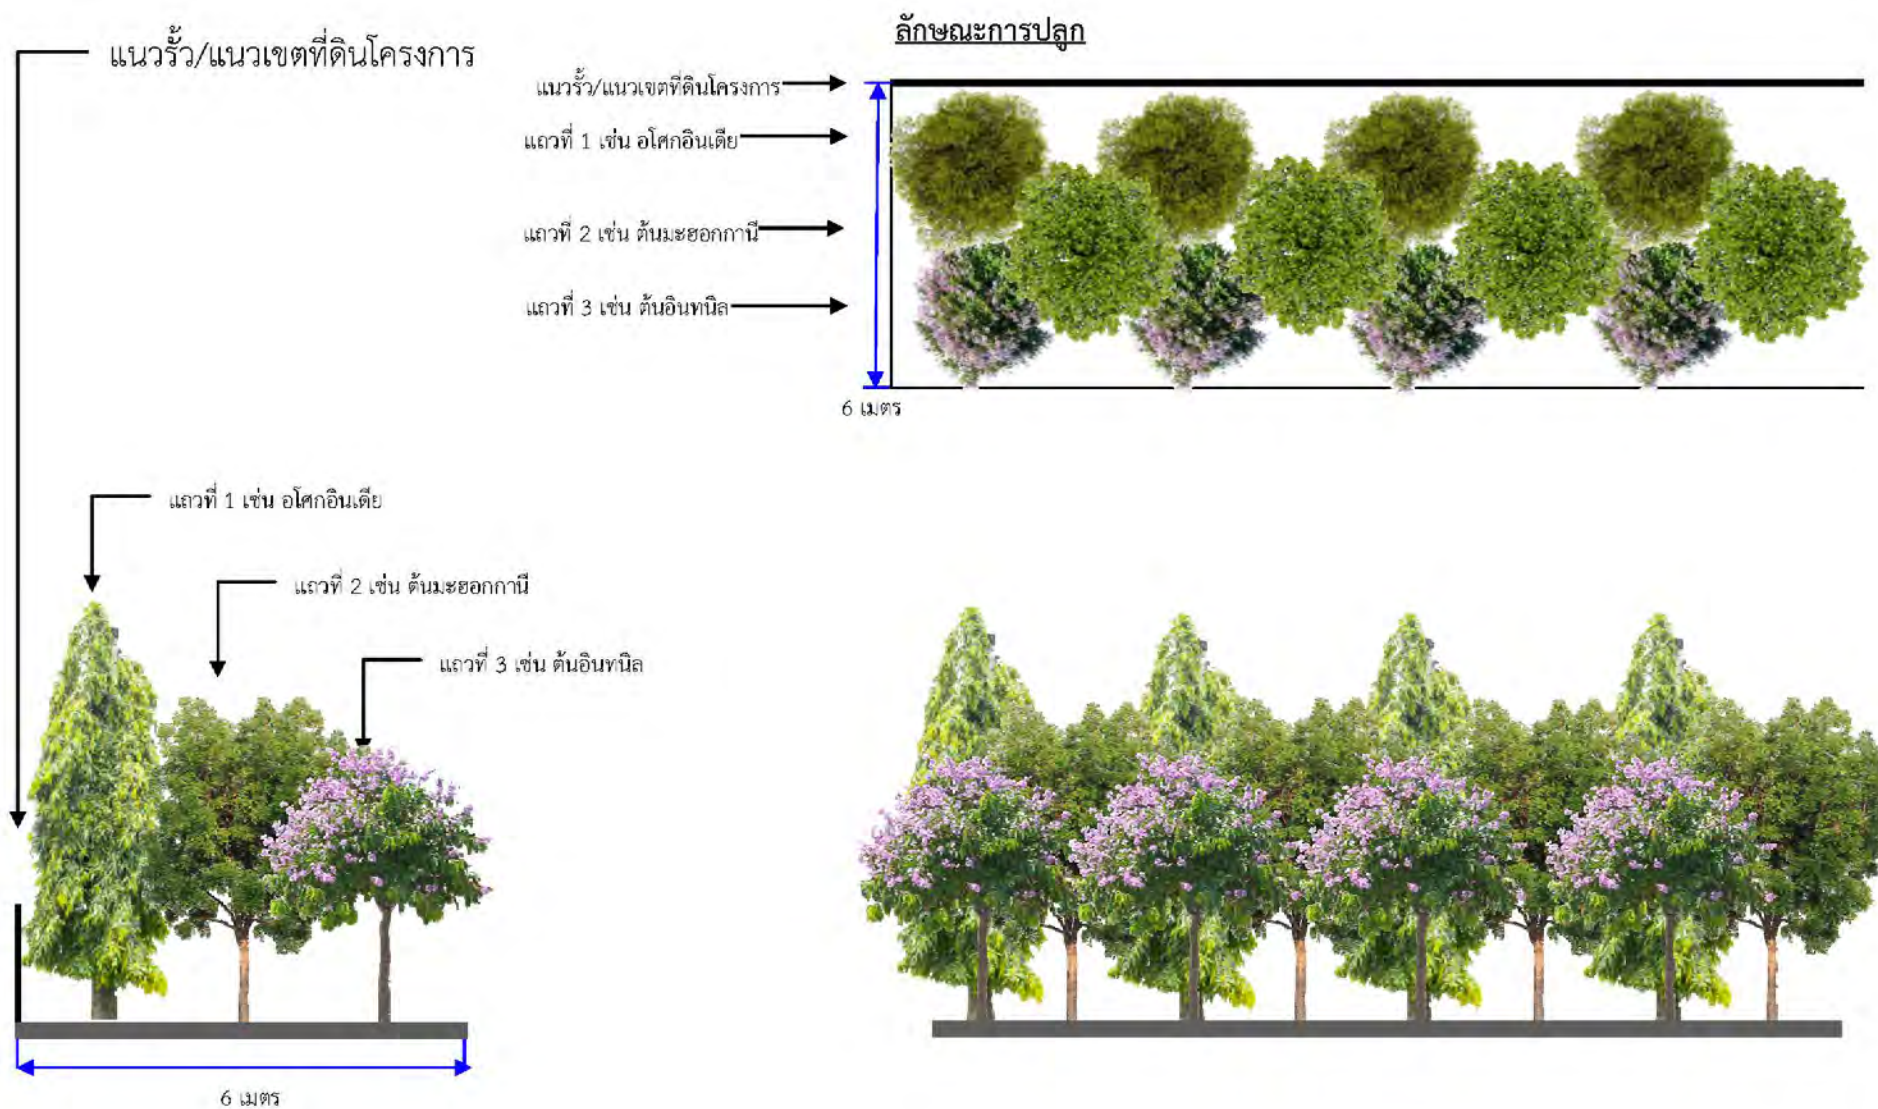 แนวรั้ว/แนวเขตที่ดินโครงการ
ลักษณะการปลูก
แนวรั้ว/แนวเขตที่ดินโครงการ
แถวที่ 1 เช่น อโศกอินเดีย
แถวที่ 2 เช่น ต้นมะฮอกกานี
แถวที่ 3 เช่น ต้นอินทนิล
6 เมตร
แถวที่ 1 เช่น อโศกอินเดีย
แถวที่ 2 เช่น ต้นมะฮอกกานี
แถวที่ 3 เช่น ต้นอินทนิล
6 เมตร